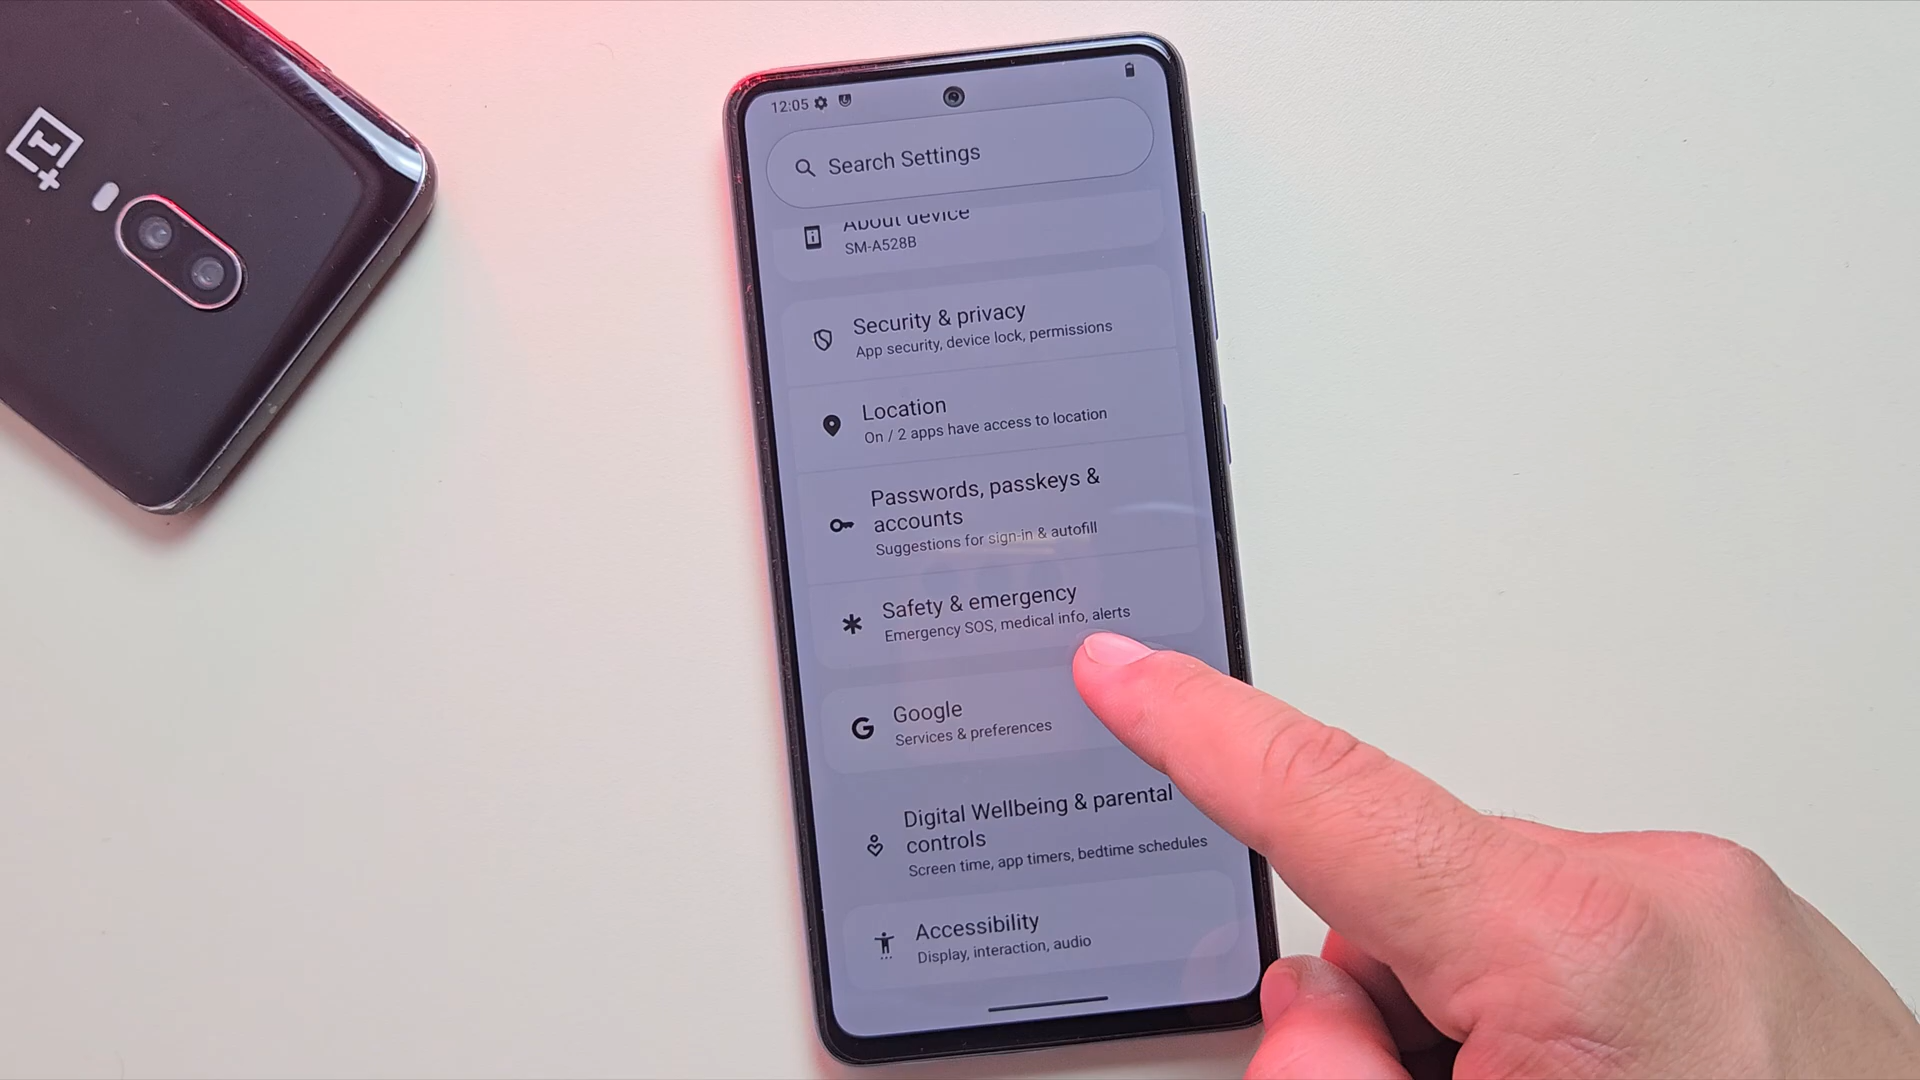 12:05
Search Settings
About device
SM-A528B
Security & privacy
App security, device lock, permissions
Location
On / 2 apps have access to location
Passwords, passkeys &
accounts
Suggestions for sign-in & autofill
Safety & emergency
Emergency SOS, medical info, alerts
Google
Services & preferences
Digital Wellbeing & parental
controls
Screen time, app timers, bedtime schedules
Accessibility
Display, interaction, audio